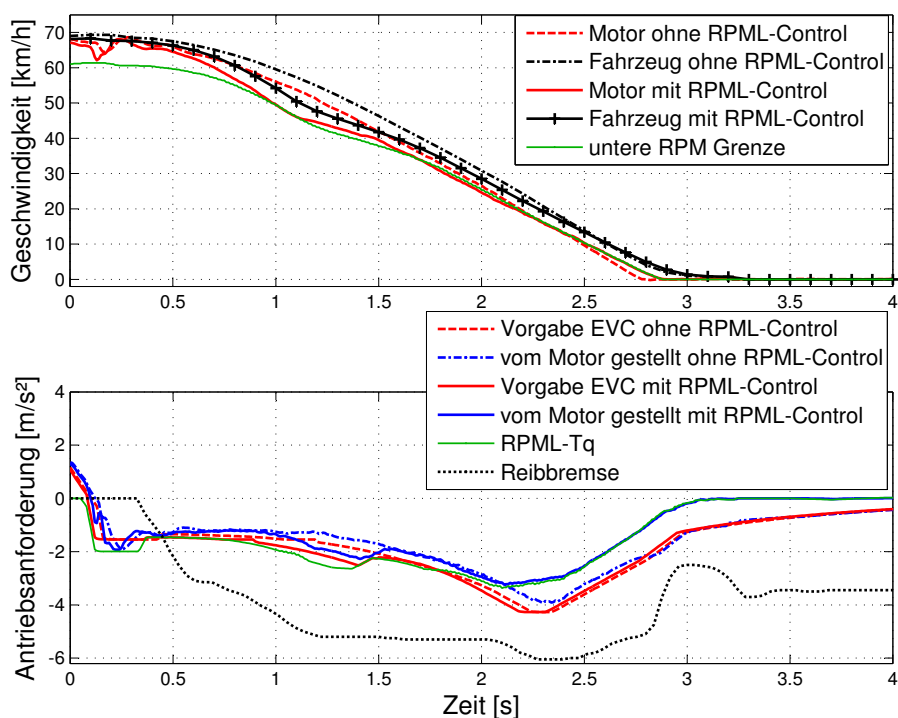 Geschwindigkeit [km/h]
70
60
50
40
30
20
10
0
0
0.5
1
1.5
2
2.5
3
3.5
4
Motor ohne RPML-Control
Fahrzeug ohne RPML-Control
Motor mit RPML-Control
Fahrzeug mit RPML-Control
untere RPM Grenze
Vorgabe EVC ohne RPML-Control
vom Motor gestellt ohne RPML-Control
Vorgabe EVC mit RPML-Control
vom Motor gestellt mit RPML-Control
RPML-Tq
Reibbremse
Antriebsanforderung [m/s²]
4
2
0
-2
-4
-6
0
0.5
1
1.5
2
2.5
3
3.5
4
Zeit [s]